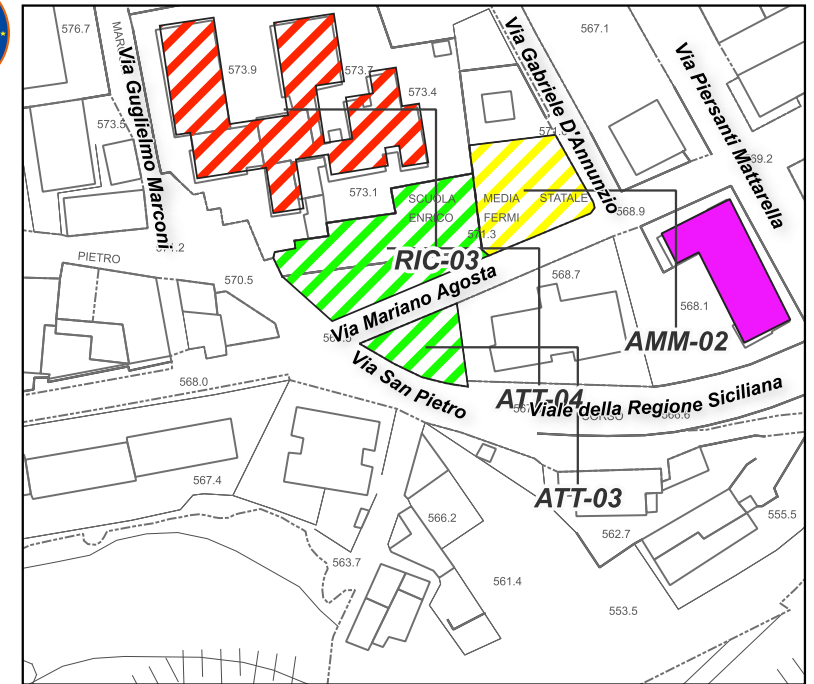 576.7
Via Guglielmo Marconi
573.9
573.7
573.4
573.5
Via Gabriele D'Annunzio
567.1
Via Piersanti Mattarella
573.1
SCUOLA
MEDIA
STATALE
ENRICO
FERMI
568.9
571.3
PIETRO
570.5
RIC-03
568.7
568.1
Via Mariano Agosta
AMM-02
Via San Pietro
568.0
ATT-04
Viale della Regione Siciliana
567.4
ATT-03
566.2
562.7
555.5
563.7
561.4
553.5